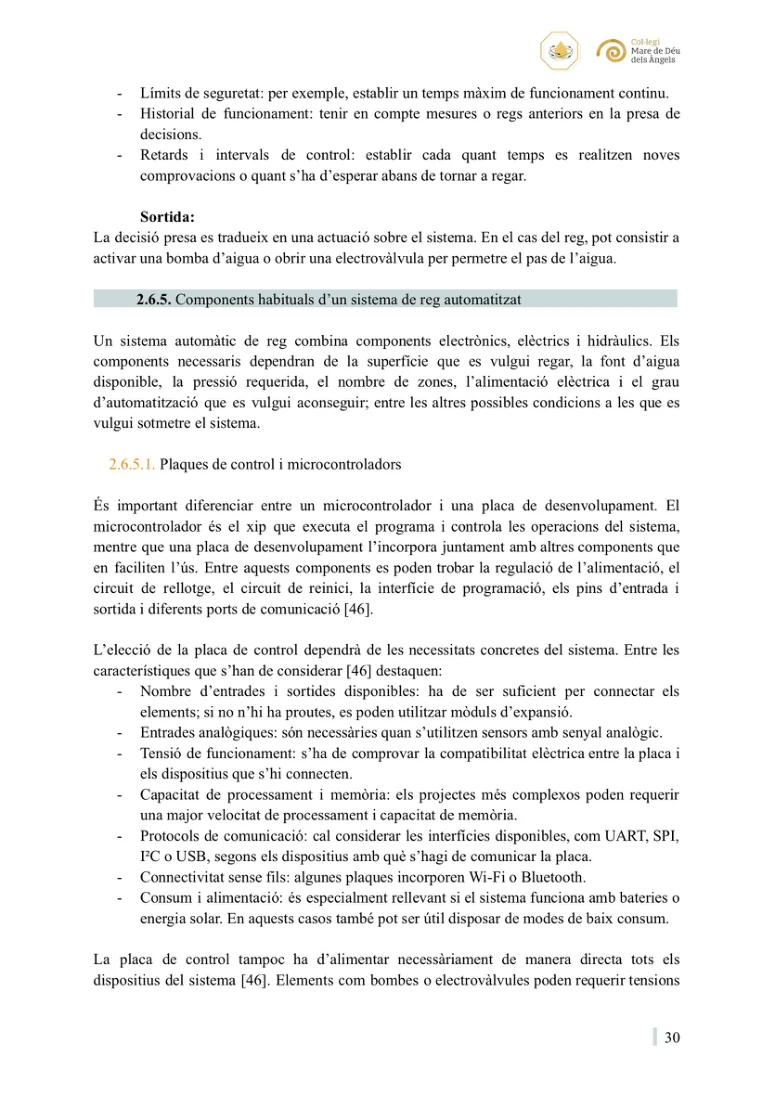 Col·legi
Mare de Déu
dels Àngels
- Límits de seguretat: per exemple, establir un temps màxim de funcionament continu.
- Historial de funcionament: tenir en compte mesures o regs anteriors en la presa de
decisions.
- Retards i intervals de control: establir cada quant temps es realitzen noves
comprovacions o quant s’ha d’esperar abans de tornar a regar.
Sortida:
La decisió presa es tradueix en una actuació sobre el sistema. En el cas del reg, pot consistir a
activar una bomba d’aigua o obrir una electrovàlvula per permetre el pas de l’aigua.
2.6.5. Components habituals d’un sistema de reg automatitzat
Un sistema automàtic de reg combina components electrònics, elèctrics i hidràulics. Els
components necessaris dependran de la superfície que es vulgui regar, la font d’aigua
disponible, la pressió requerida, el nombre de zones, l’alimentació elèctrica i el grau
d’automatització que es vulgui aconseguir; entre les altres possibles condicions a les que es
vulgui sotmetre el sistema.
2.6.5.1. Plaques de control i microcontroladors
És important diferenciar entre un microcontrolador i una placa de desenvolupament. El
microcontrolador és el xip que executa el programa i controla les operacions del sistema,
mentre que una placa de desenvolupament l’incorpora juntament amb altres components que
en faciliten l’ús. Entre aquests components es poden trobar la regulació de l’alimentació, el
circuit de rellotge, el circuit de reinici, la interfície de programació, els pins d’entrada i
sortida i diferents ports de comunicació [46].
L’elecció de la placa de control dependrà de les necessitats concretes del sistema. Entre les
característiques que s’han de considerar [46] destaquen:
- Nombre d’entrades i sortides disponibles: ha de ser suficient per connectar els
elements; si no n’hi ha proutes, es poden utilitzar mòduls d’expansió.
- Entrades analògiques: són necessàries quan s’utilitzen sensors amb senyal analògic.
- Tensió de funcionament: s’ha de comprovar la compatibilitat elèctrica entre la placa i
els dispositius que s’hi connecten.
- Capacitat de processament i memòria: els projectes més complexos poden requerir
una major velocitat de processament i capacitat de memòria.
- Protocols de comunicació: cal considerar les interfícies disponibles, com UART, SPI,
I²C o USB, segons els dispositius amb què s’hagi de comunicar la placa.
- Connectivitat sense fils: algunes plaques incorporen Wi-Fi o Bluetooth.
- Consum i alimentació: és especialment rellevant si el sistema funciona amb bateries o
energia solar. En aquests casos també pot ser útil disposar de modes de baix consum.
La placa de control tampoc ha d’alimentar necessàriament de manera directa tots els
dispositius del sistema [46]. Elements com bombes o electrovàlvules poden requerir tensions
30